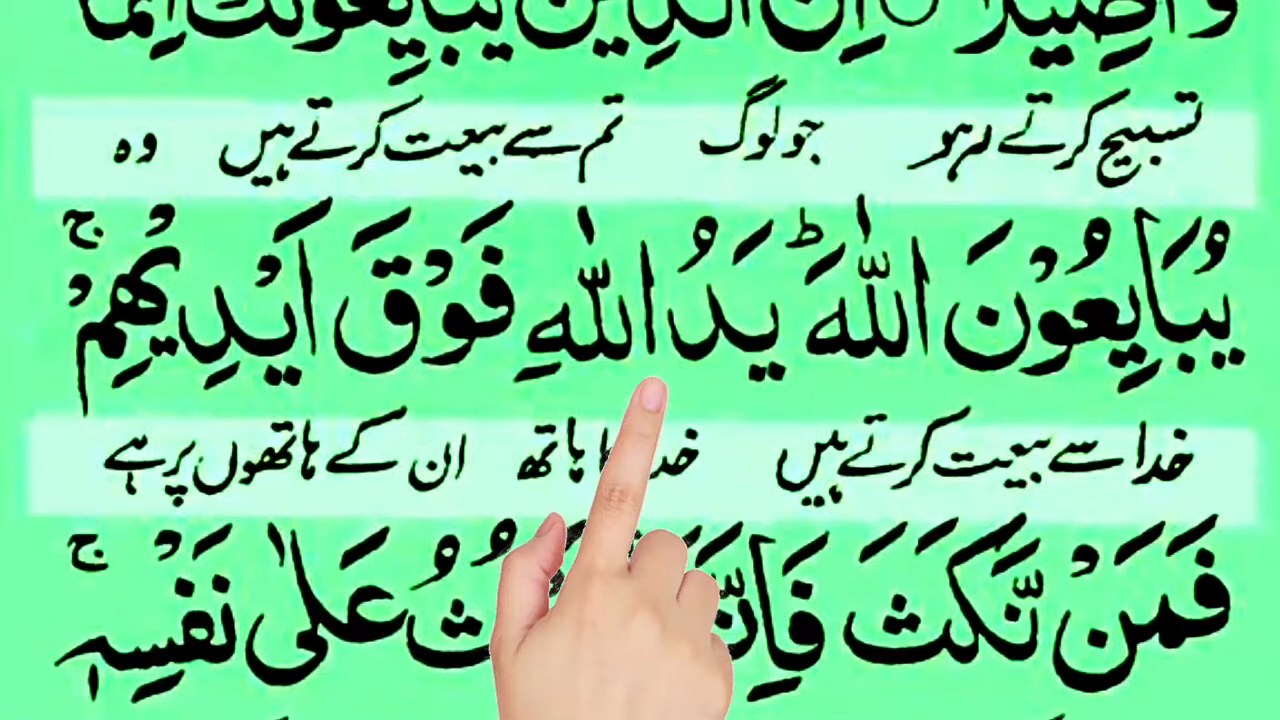 وَّاَصِيْلًا ○ اِنَّ الَّذِيْنَ يُبَايِعُوْنَكَ اِنَّمَا
تسبیح کرتے رہو جو لوگ تم سے بیعت کرتے ہیں وہ
يُبَايِعُوْنَ اللّٰهَ ؕ يَدُ اللّٰهِ فَوْقَ اَيْدِيْهِمْ ۚ
خدا سے بیعت کرتے ہیں ہاتھ ان کے ہاتھوں پر ہے
فَمَنْ نَّكَثَ عَلٰى نَفْسِهٖ ۚ